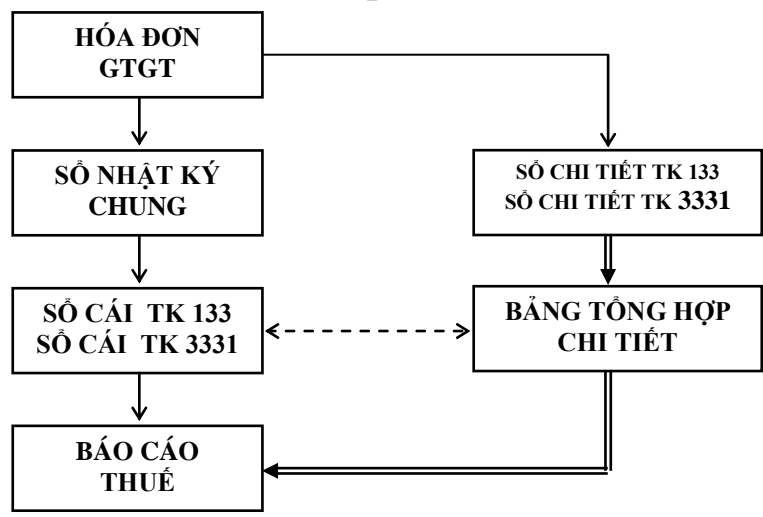 HÓA ĐƠN
GTGT
SỔ NHẬT KÝ
CHUNG
SỔ CHI TIẾT TK 133
SỔ CHI TIẾT TK 3331
SỔ CÁI TK 133
SỔ CÁI TK 3331
BẢNG TỔNG HỢP
CHI TIẾT
BÁO CÁO
THUẾ